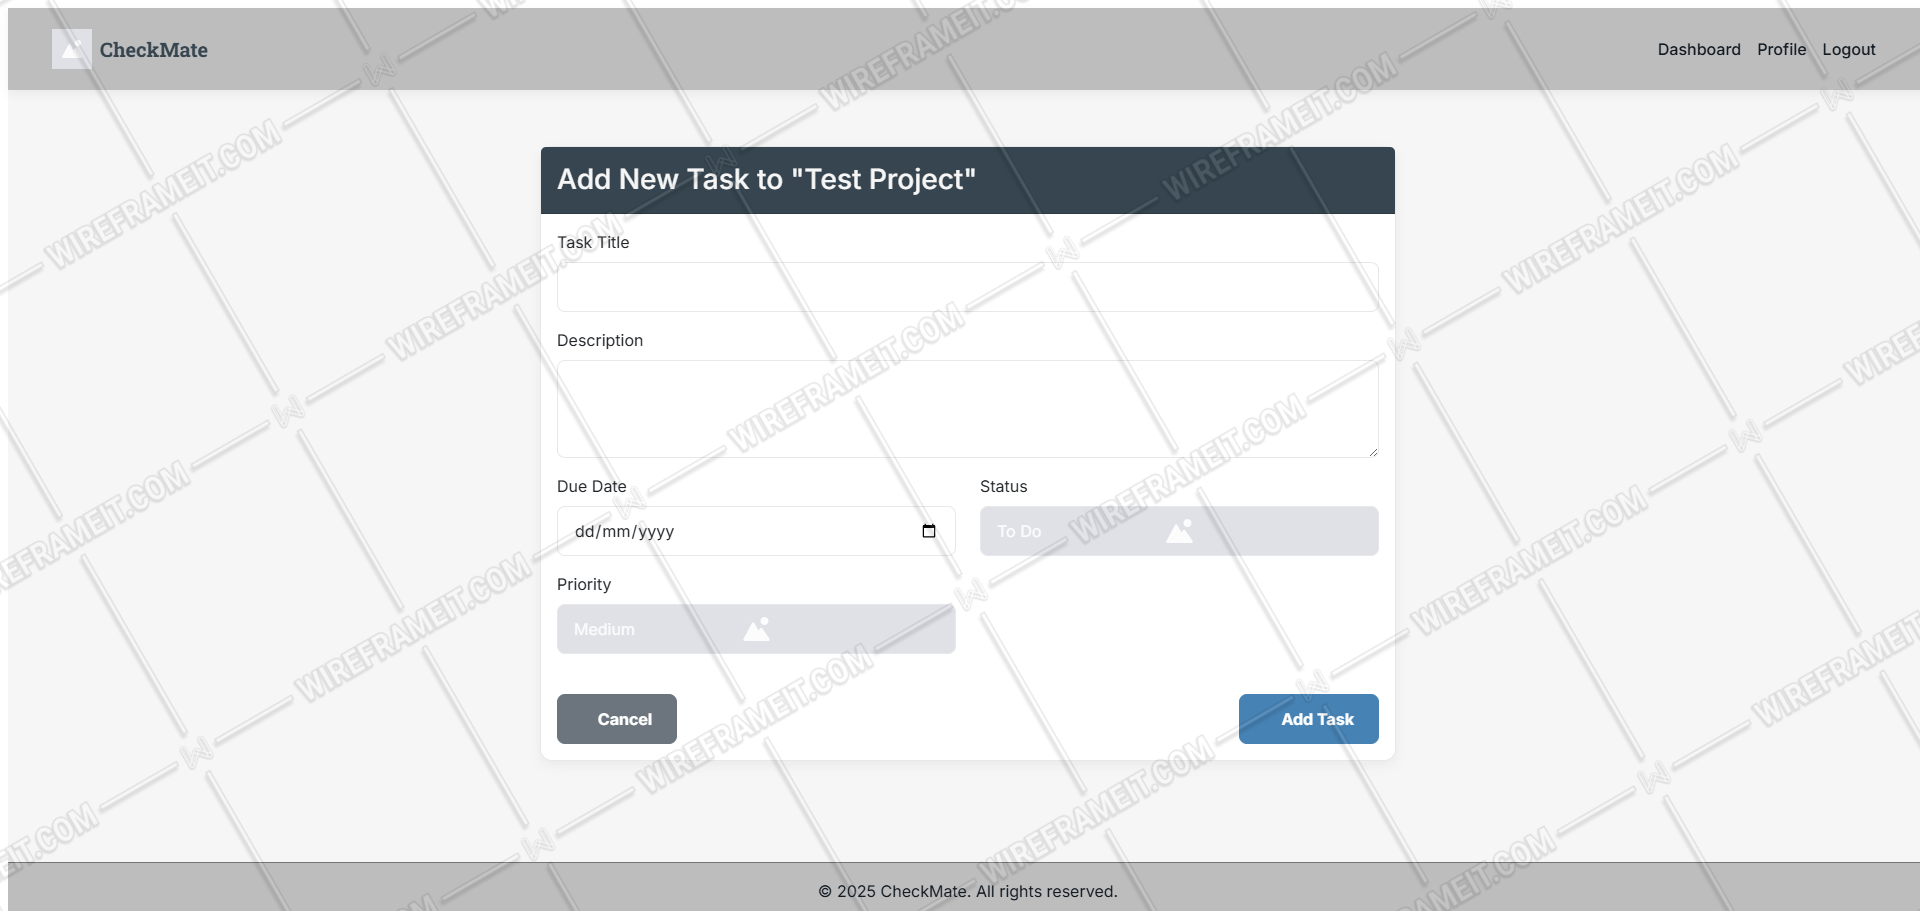 CheckMate
Dashboard Profile Logout
Add New Task to "Test Project"
Task Title
Description
Due Date Status
dd/mm/yyyy To Do
Priority
Medium
Cancel Add Task
© 2025 CheckMate. All rights reserved.
WIREFRAMEIT.COM